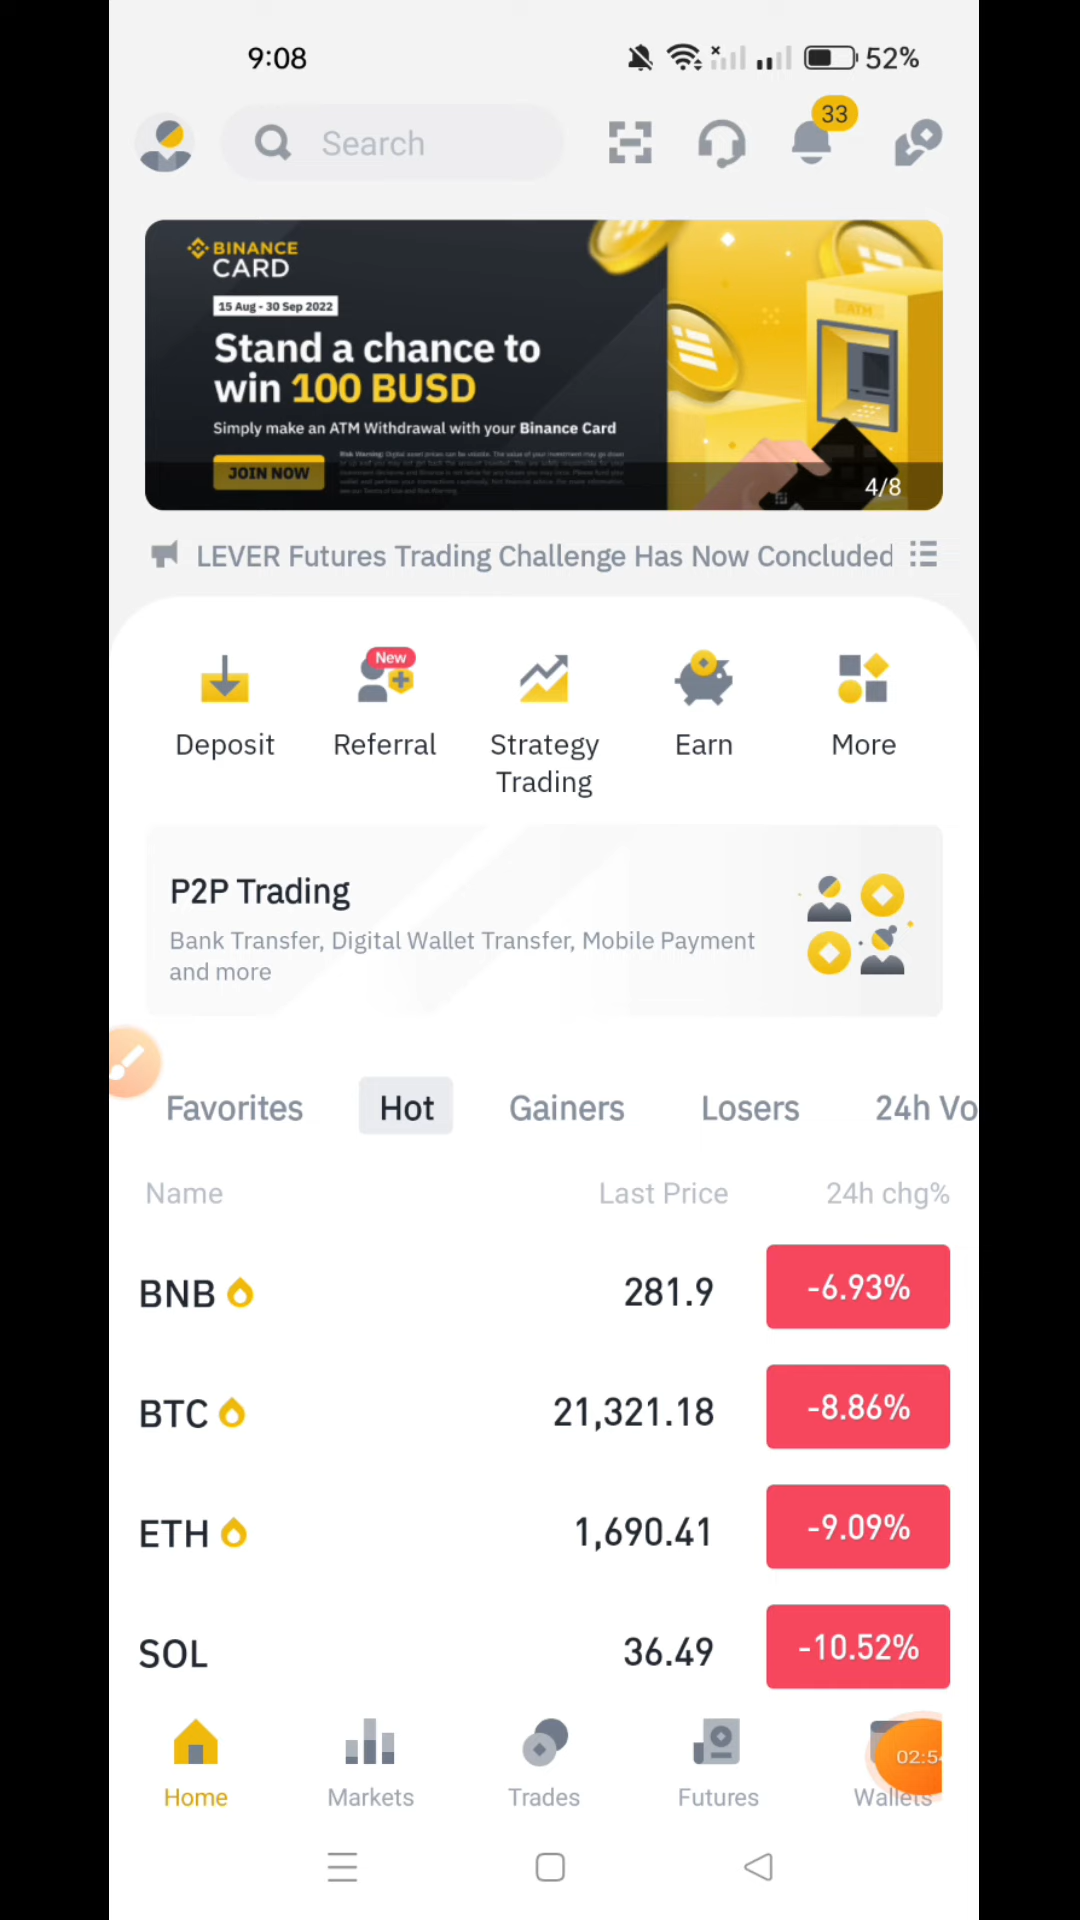 9:08
52%
33
Search
BINANCE
CARD
15 Aug - 30 Sep 2022
Stand a chance to
win 100 BUSD
Simply make an ATM Withdrawal with your Binance Card
JOIN NOW
ATM
4/8
LEVER Futures Trading Challenge Has Now Concluded
New
Deposit
Referral
Strategy
Trading
Earn
More
P2P Trading
Bank Transfer, Digital Wallet Transfer, Mobile Payment
and more
Favorites
Hot
Gainers
Losers
24h Vo
Name
Last Price
24h chg%
BNB
281.9
-6.93%
BTC
21,321.18
-8.86%
ETH
1,690.41
-9.09%
SOL
36.49
-10.52%
02:54
Home
Markets
Trades
Futures
Wallets